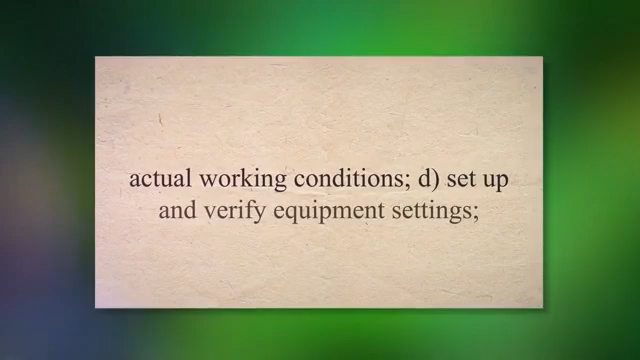 actual working conditions; d) set up
and verify equipment settings;